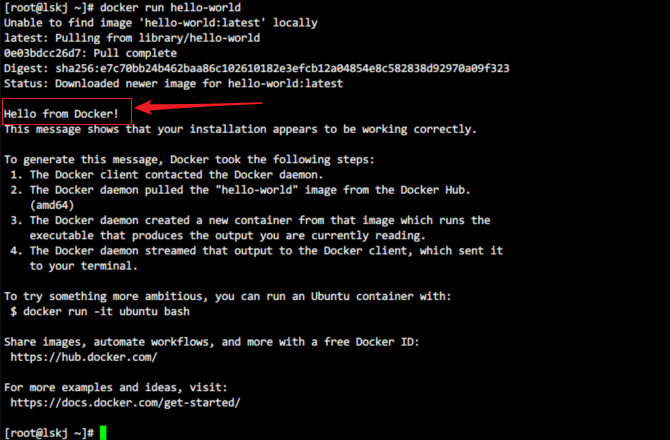 [root@lskj ~]# docker run hello-world
Unable to find image 'hello-world:latest' locally
latest: Pulling from library/hello-world
0e03bdcc26d7: Pull complete
Digest: sha256:e7c70bb24b462baa86c102610182e3efcb12a04854e8c582838d92970a09f323
Status: Downloaded newer image for hello-world:latest
Hello from Docker!
This message shows that your installation appears to be working correctly.
To generate this message, Docker took the following steps:
1. The Docker client contacted the Docker daemon.
2. The Docker daemon pulled the "hello-world" image from the Docker Hub.
(amd64)
3. The Docker daemon created a new container from that image which runs the
executable that produces the output you are currently reading.
4. The Docker daemon streamed that output to the Docker client, which sent it
to your terminal.
To try something more ambitious, you can run an Ubuntu container with:
$ docker run -it ubuntu bash
Share images, automate workflows, and more with a free Docker ID:
https://hub.docker.com/
For more examples and ideas, visit:
https://docs.docker.com/get-started/
[root@lskj ~]#